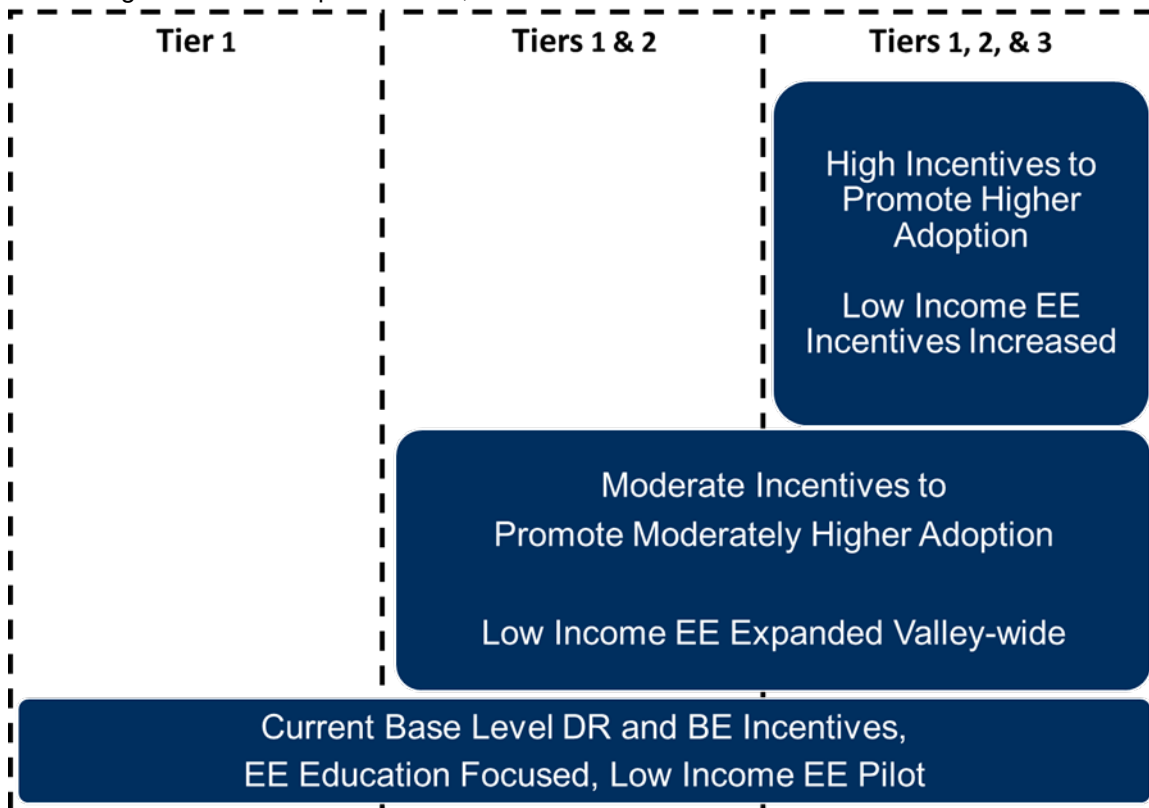 Tier 1
Tiers 1 & 2
Tiers 1, 2, & 3
High Incentives to
Promote Higher
Adoption
Low Income EE
Incentives Increased
Moderate Incentives to
Promote Moderately Higher Adoption
Low Income EE Expanded Valley-wide
Current Base Level DR and BE Incentives,
EE Education Focused, Low Income EE Pilot